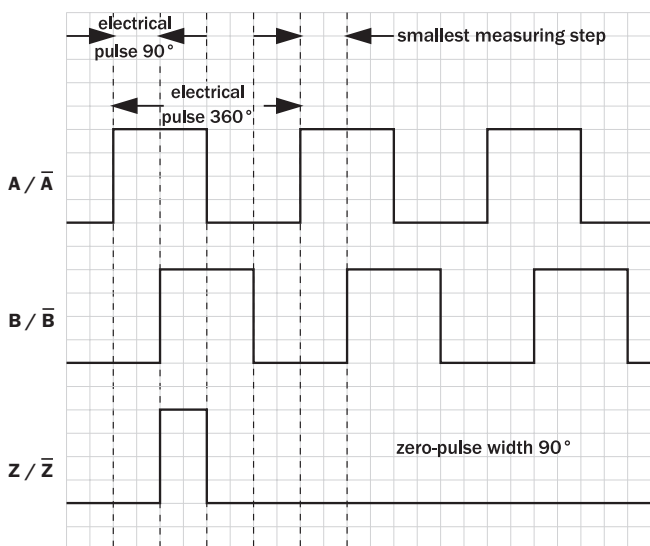 electrical
pulse 90°
smallest measuring step
electrical
pulse 360°
A / A̅
B / B̅
zero-pulse width 90°
Z / Z̅